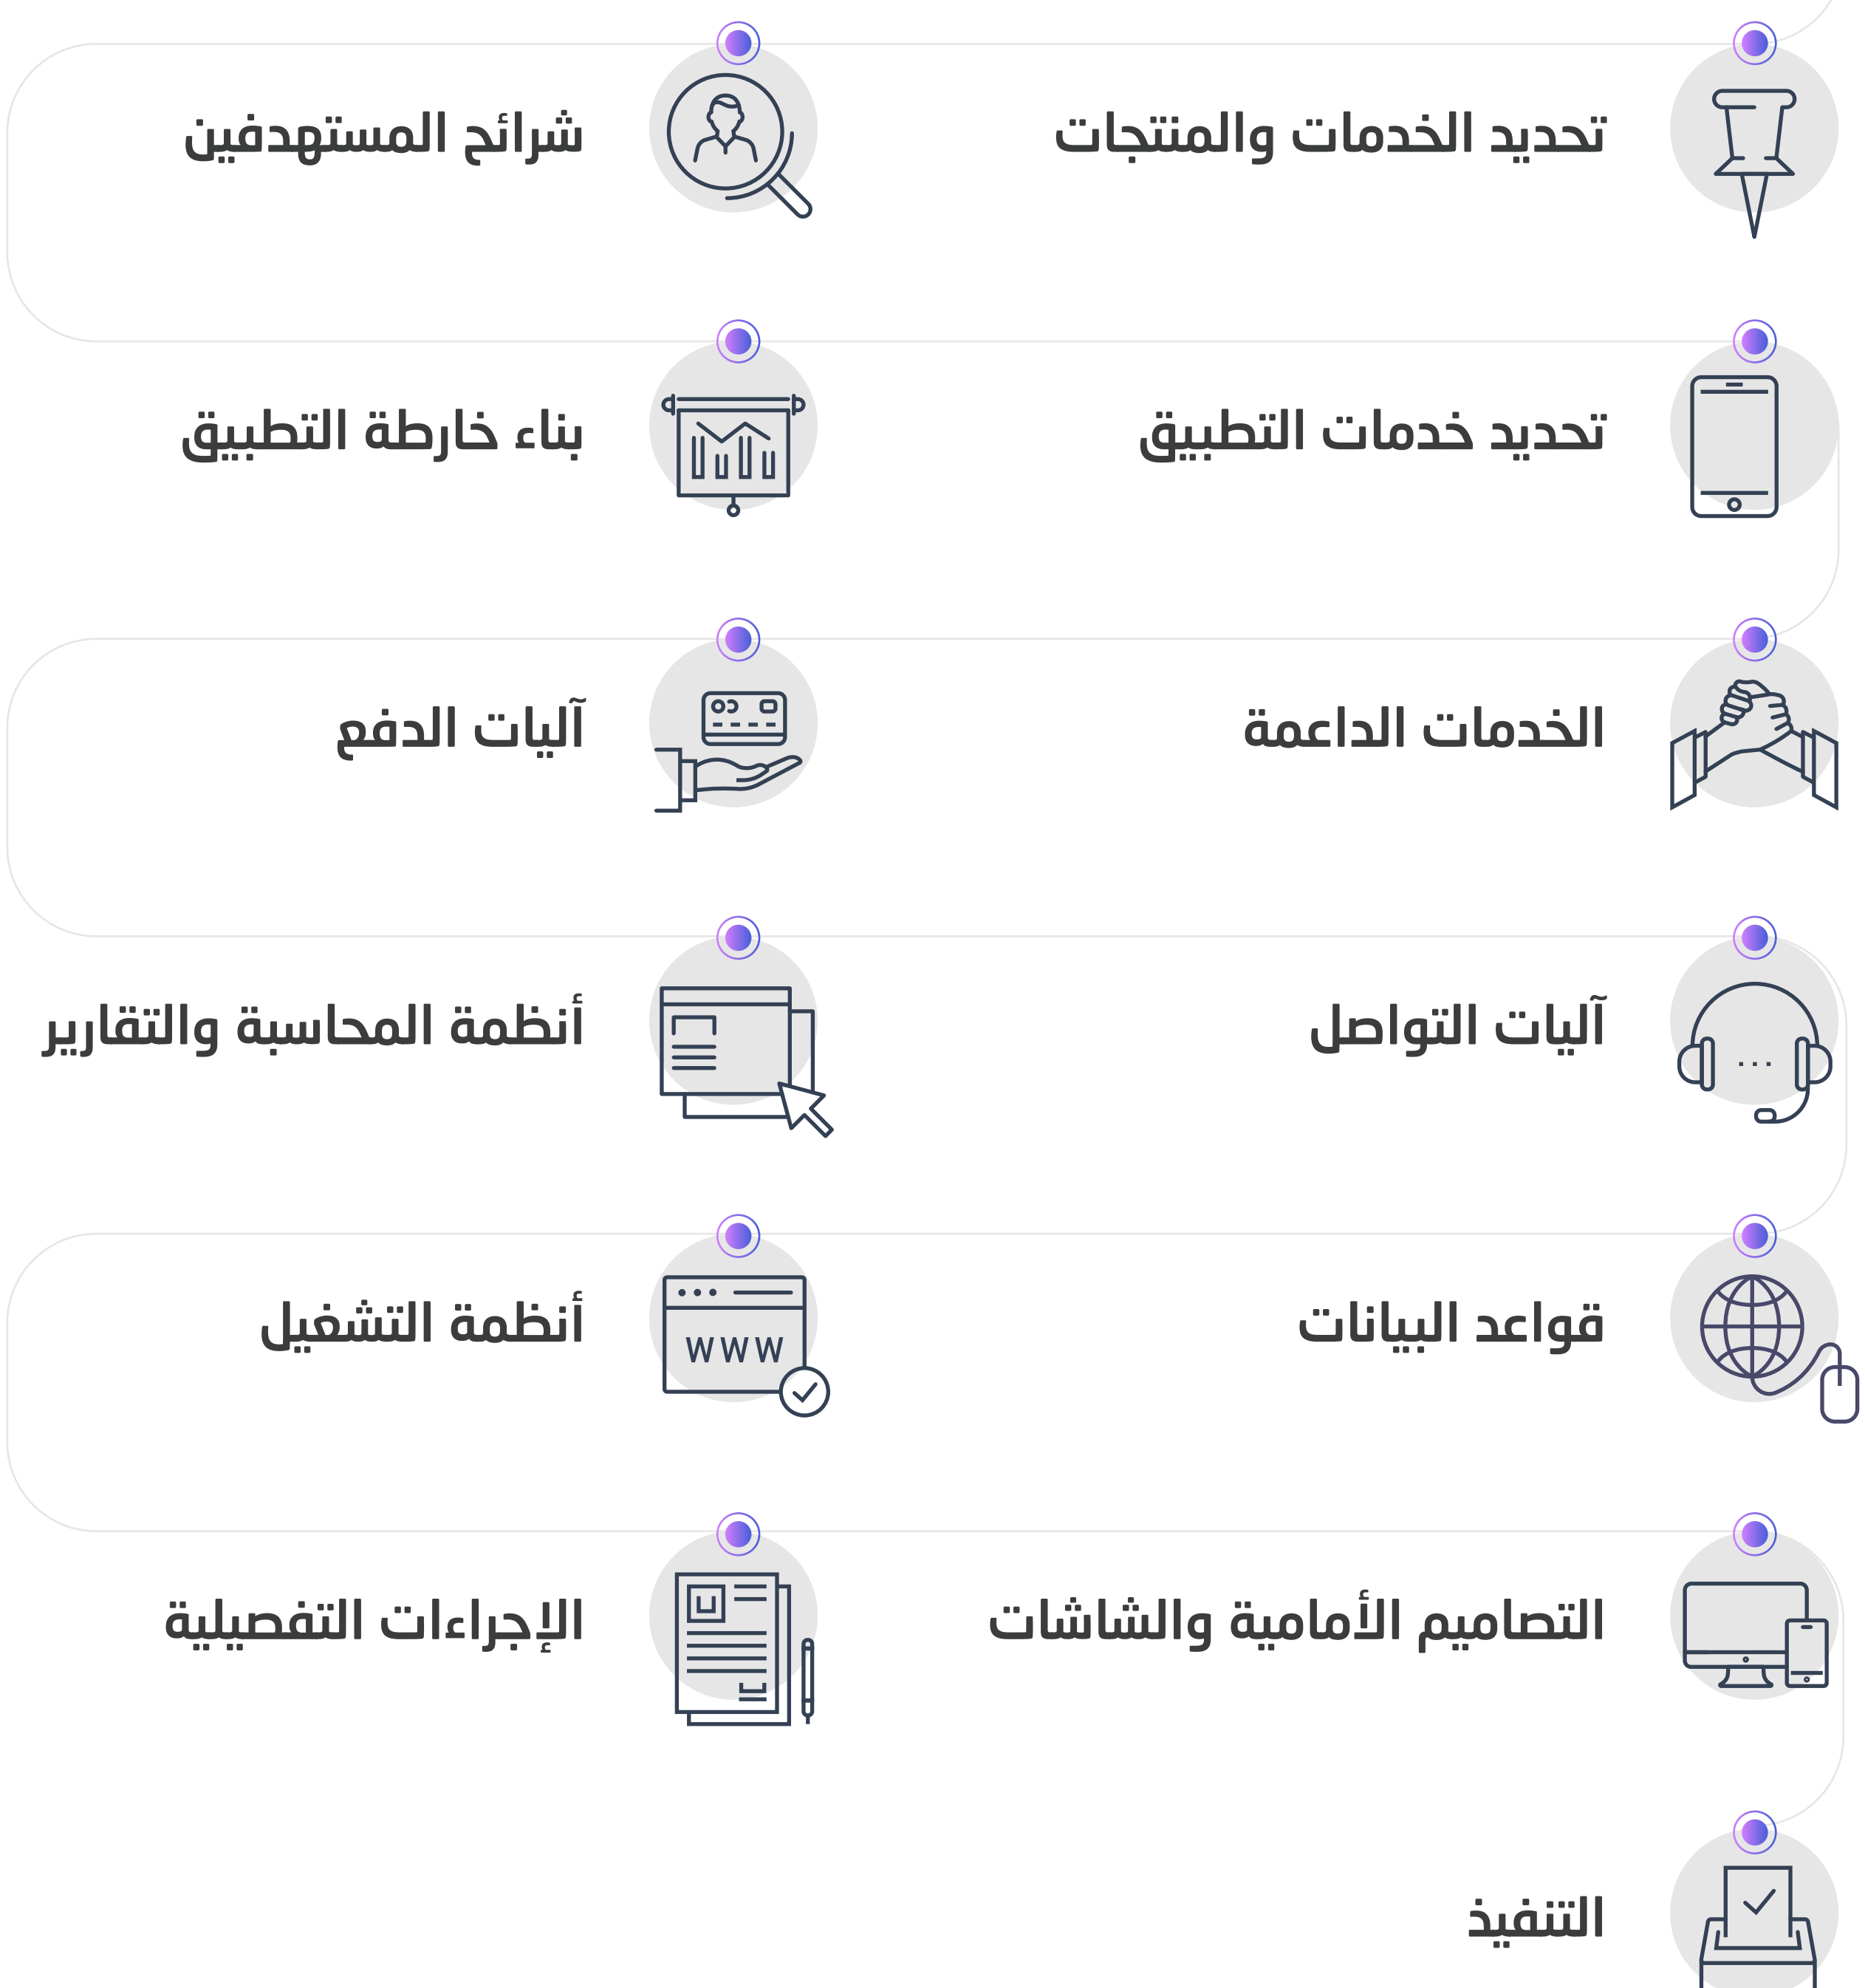 تحديد الخدمات والمنتجات
شرائح المستهدفين
تحديد خدمات التطبيق
بناء خارطة التطبيق
الخدمات الداعمة
آليات الدفع
آليات التواصل
أنظمة المحاسبة والتقارير
قواعد البيانات
أنظمة التشغيل
WWW
التصاميم الأمامية والشاشات
الإجراءات التفصيلية
التنفيذ